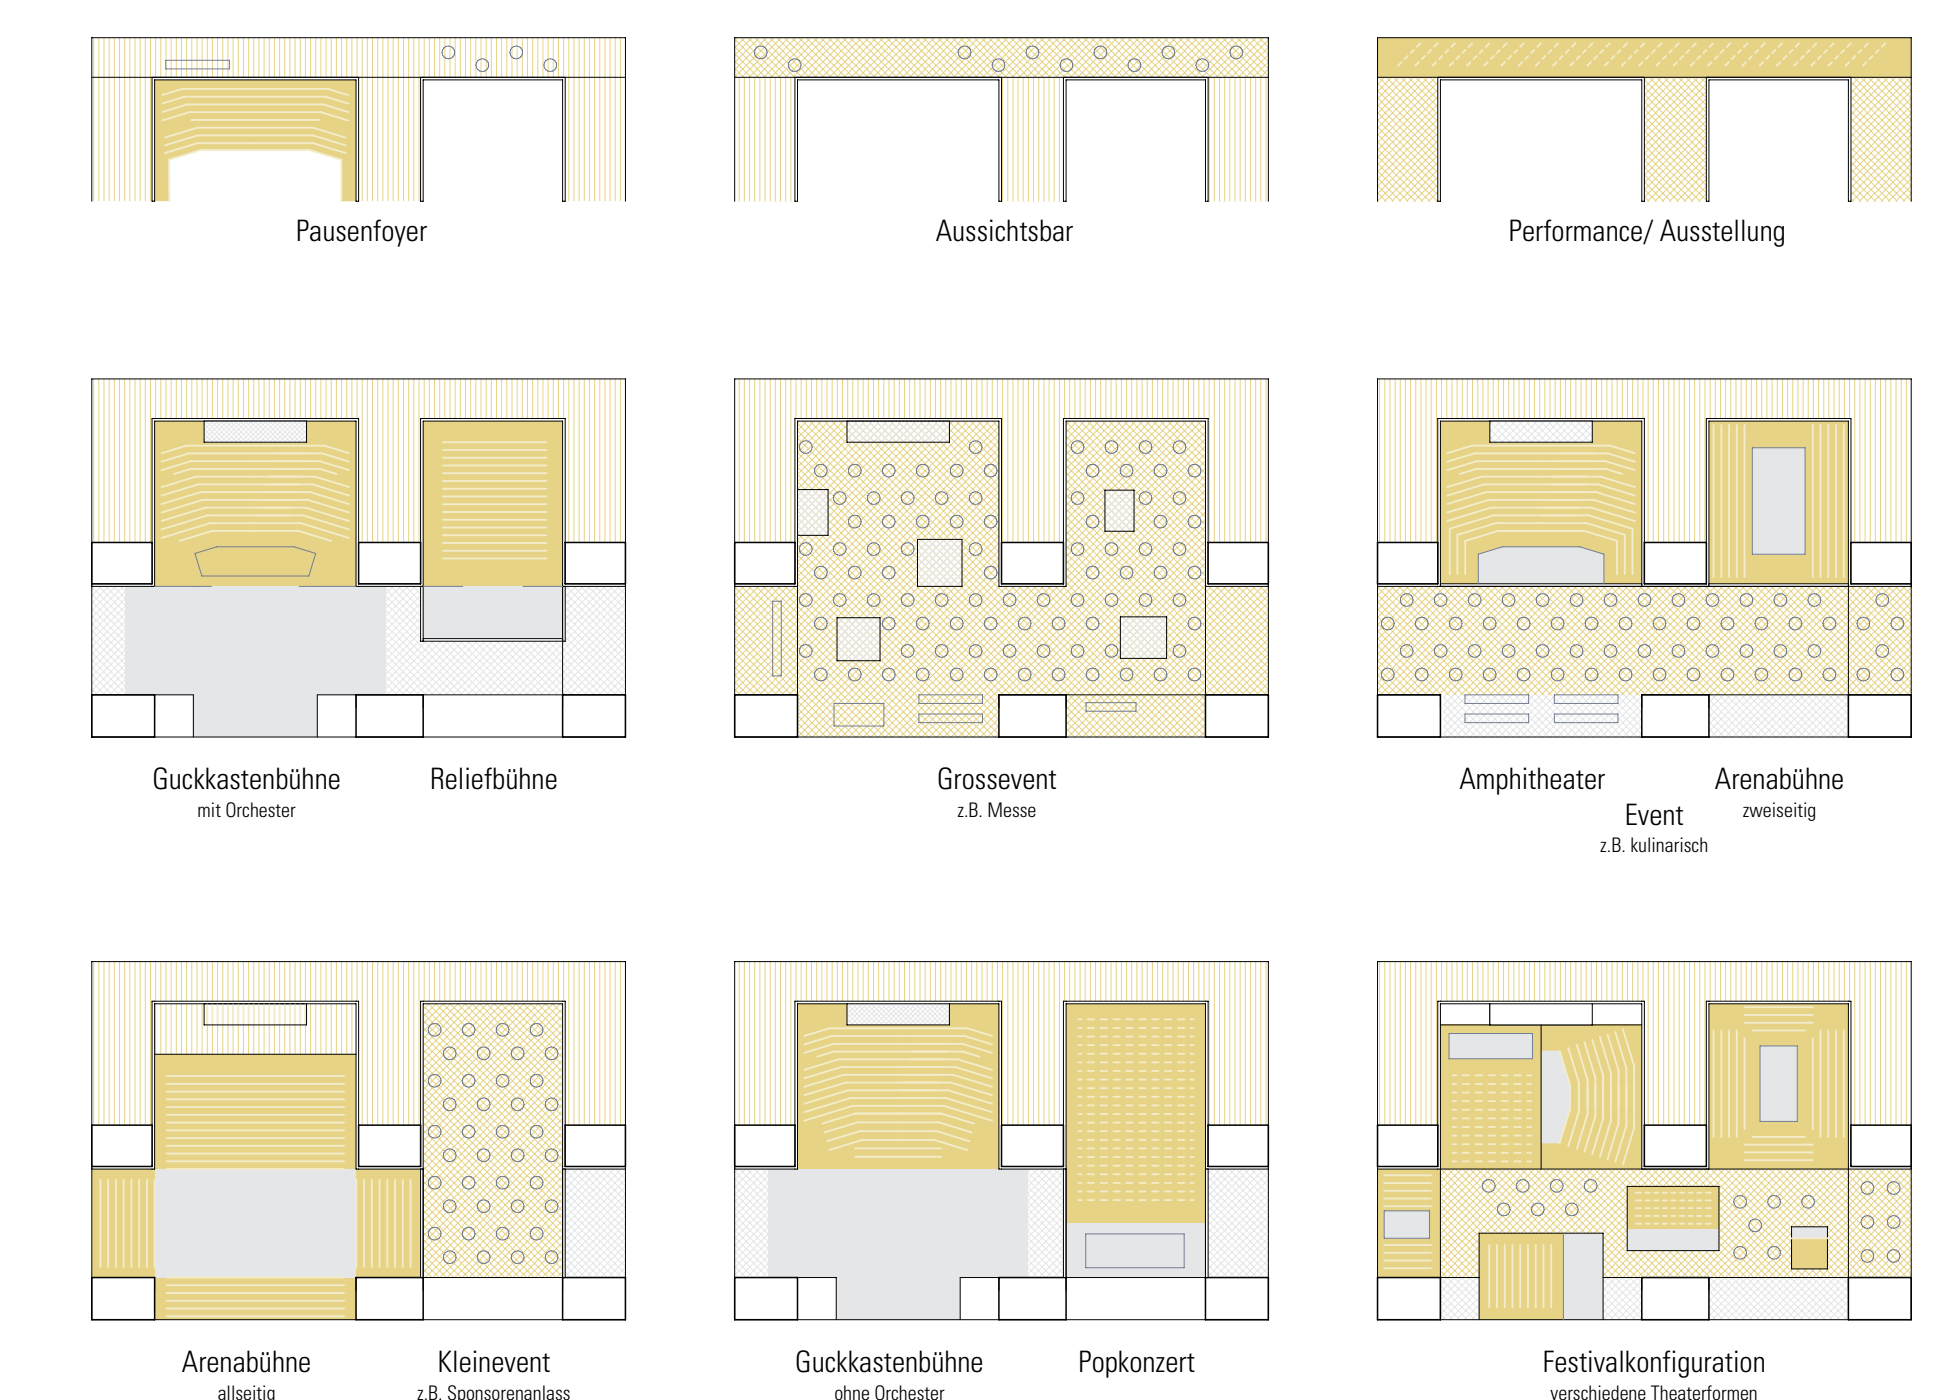 Pausenfoyer
Aussichtsbar
Performance/ Ausstellung
Guckkastenbühne
mit Orchester
Reliefbühne
Grossevent
z.B. Messe
Amphitheater
Arenabühne
zweiseitig
Event
z.B. kulinarisch
Arenabühne
allseitig
Kleinevent
z.B. Sponsorenanlass
Guckkastenbühne
ohne Orchester
Popkonzert
Festivalkonfiguration
verschiedene Theaterformen